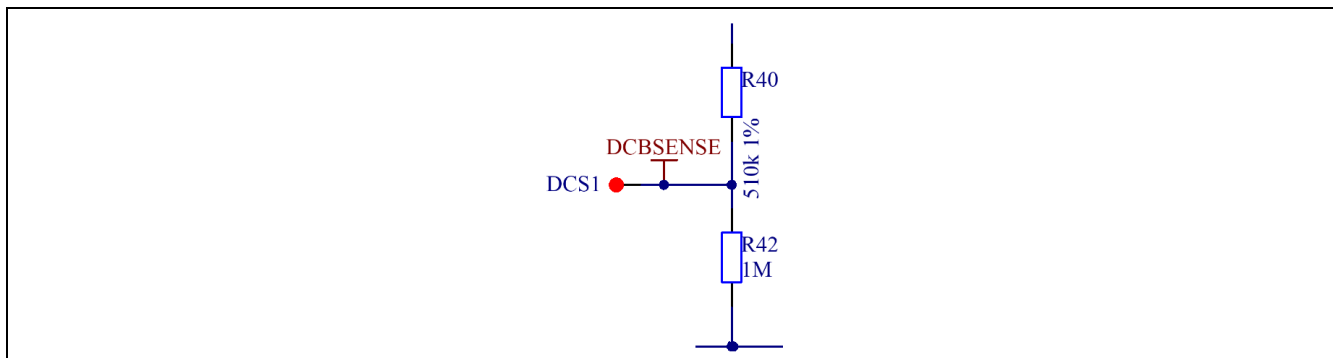 R40
510k 1%
DCBSENSE
DCS1
R42
1M